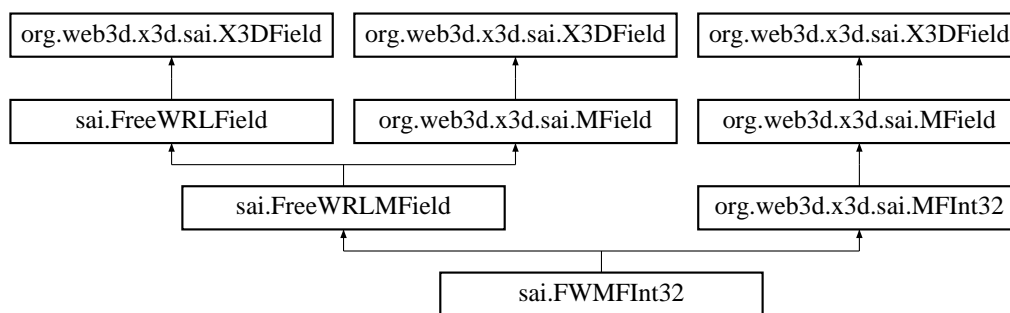 org.web3d.x3d.sai.X3DField org.web3d.x3d.sai.X3DField org.web3d.x3d.sai.X3DField
sai.FreeWRLField org.web3d.x3d.sai.MField org.web3d.x3d.sai.MField
sai.FreeWRLMField org.web3d.x3d.sai.MFInt32
sai.FWMFInt32